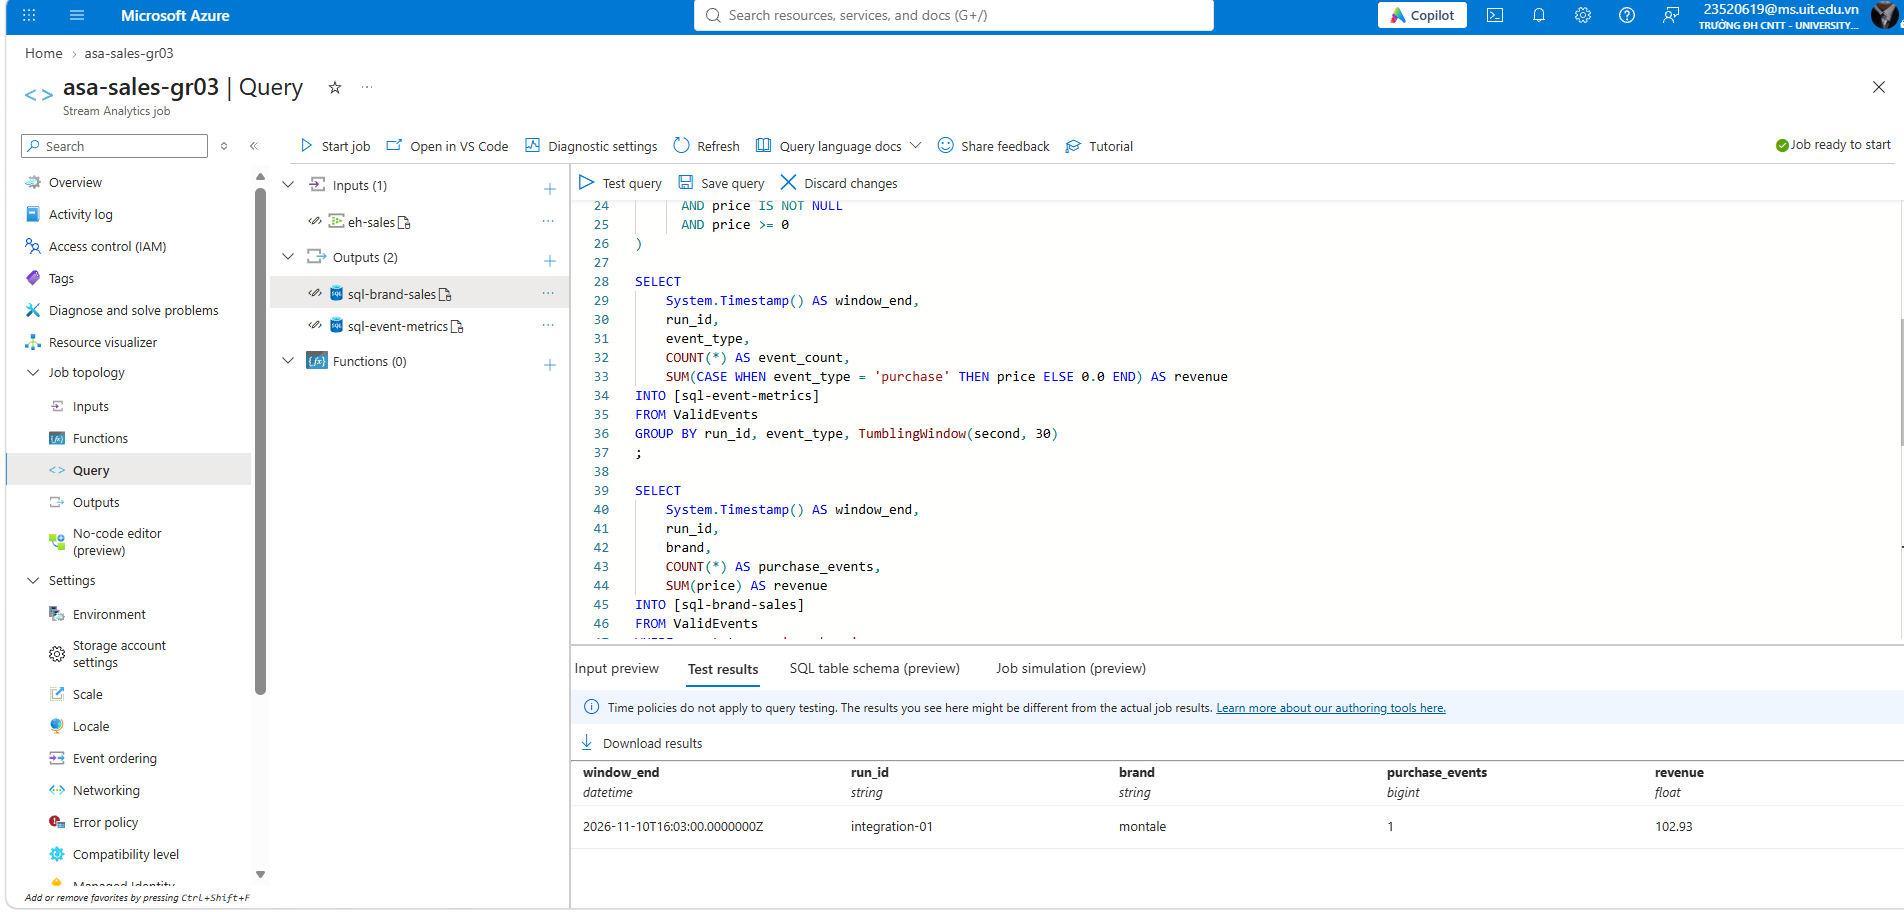 Microsoft Azure
Search resources, services, and docs (G+/)
Copilot
23520619@ms.uit.edu.vn
TRƯỜNG ĐH CNTT - UNIVERSITY...
Home > asa-sales-gr03
asa-sales-gr03 | Query
Stream Analytics job
Search
Start job
Open in VS Code
Diagnostic settings
Refresh
Query language docs
Share feedback
Tutorial
Job ready to start
Overview
Activity log
Access control (IAM)
Tags
Diagnose and solve problems
Resource visualizer
Job topology
Inputs
Functions
Query
Outputs
No-code editor
(preview)
Settings
Environment
Storage account
settings
Scale
Locale
Event ordering
Networking
Error policy
Compatibility level
Managed Identity
Add or remove favorites by pressing Ctrl+Shift+F
Inputs (1)
eh-sales
Outputs (2)
sql-brand-sales
sql-event-metrics
Functions (0)
Test query
Save query
Discard changes
24 AND price IS NOT NULL
25 AND price >= 0
26 )
27
28 SELECT
29 System.Timestamp() AS window_end,
30 run_id,
31 event_type,
32 COUNT(*) AS event_count,
33 SUM(CASE WHEN event_type = 'purchase' THEN price ELSE 0.0 END) AS revenue
34 INTO [sql-event-metrics]
35 FROM ValidEvents
36 GROUP BY run_id, event_type, TumblingWindow(second, 30)
37 ;
38
39 SELECT
40 System.Timestamp() AS window_end,
41 run_id,
42 brand,
43 COUNT(*) AS purchase_events,
44 SUM(price) AS revenue
45 INTO [sql-brand-sales]
46 FROM ValidEvents
Input preview
Test results
SQL table schema (preview)
Job simulation (preview)
Time policies do not apply to query testing. The results you see here might be different from the actual job results. Learn more about our authoring tools here.
Download results
window_end run_id brand purchase_events revenue
datetime string string bigint float
2026-11-10T16:03:00.0000000Z integration-01 montale 1 102.93